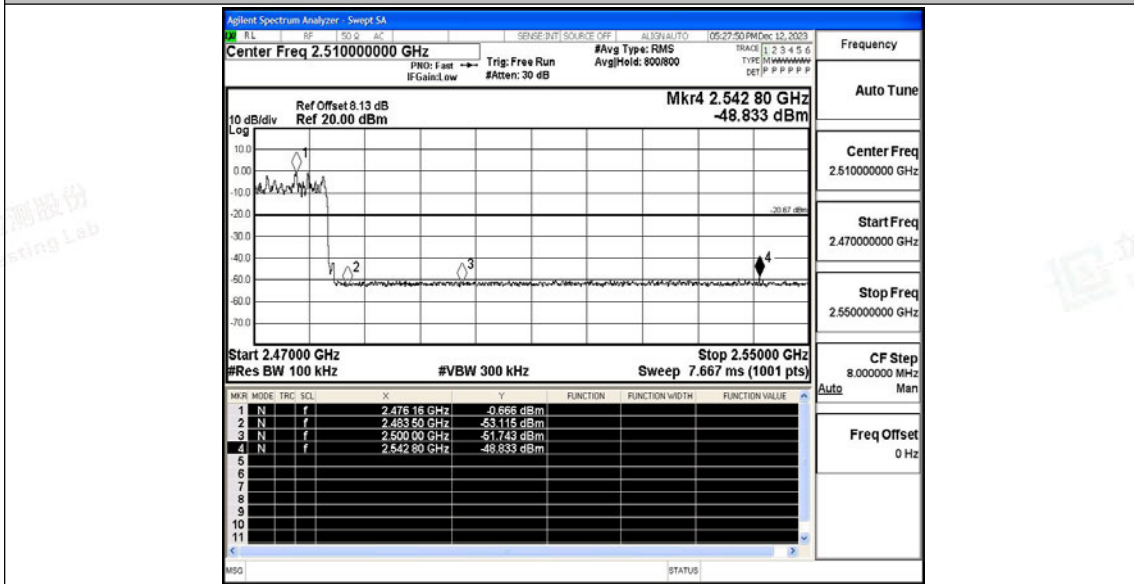 Agilent Spectrum Analyzer - Swept SA
RL RF 50 Ω AC SENSE:INT SOURCE OFF ALIGNAUTO 05:27:50 PM Dec 12, 2023
Center Freq 2.510000000 GHz
PNO: Fast
IFGain:Low
Trig: Free Run
#Atten: 30 dB
#Avg Type: RMS
Avg|Hold: 800/800
TRACE 1 2 3 4 5 6
TYPE M W W W W W
DET P P P P P P
Mkr4 2.542 80 GHz
-48.833 dBm
Ref Offset 8.13 dB
10 dB/div Ref 20.00 dBm
Log
10.0
0.00
-10.0
-20.0
-30.0
-40.0
-50.0
-60.0
-70.0
1
2
3
4
-20.67 dBm
Start 2.47000 GHz Stop 2.55000 GHz
#Res BW 100 kHz #VBW 300 kHz Sweep 7.667 ms (1001 pts)
MKR MODE TRC SCL X Y FUNCTION FUNCTION WIDTH FUNCTION VALUE
1 N f 2.476 16 GHz -0.666 dBm
2 N f 2.483 50 GHz -53.115 dBm
3 N f 2.500 00 GHz -51.743 dBm
4 N f 2.542 80 GHz -48.833 dBm
5
6
7
8
9
10
11
MSG STATUS
Frequency
Auto Tune
Center Freq
2.510000000 GHz
Start Freq
2.470000000 GHz
Stop Freq
2.550000000 GHz
CF Step
8.000000 MHz
Auto Man
Freq Offset
0 Hz
股份
sting Lab
立